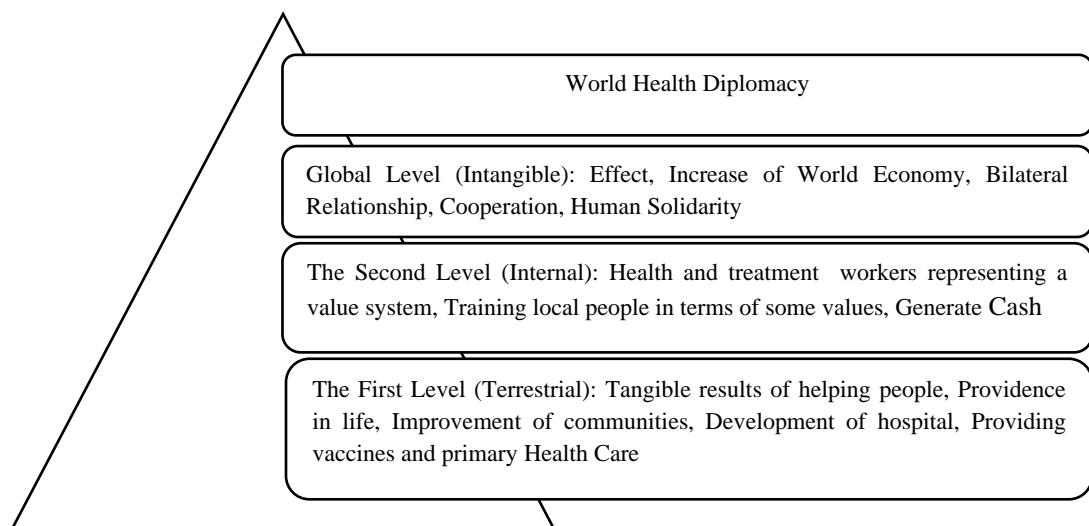 World Health Diplomacy
Global Level (Intangible): Effect, Increase of World Economy, Bilateral
Relationship, Cooperation, Human Solidarity
The Second Level (Internal): Health and treatment workers representing a
value system, Training local people in terms of some values, Generate Cash
The First Level (Terrestrial): Tangible results of helping people, Providence
in life, Improvement of communities, Development of hospital, Providing
vaccines and primary Health Care